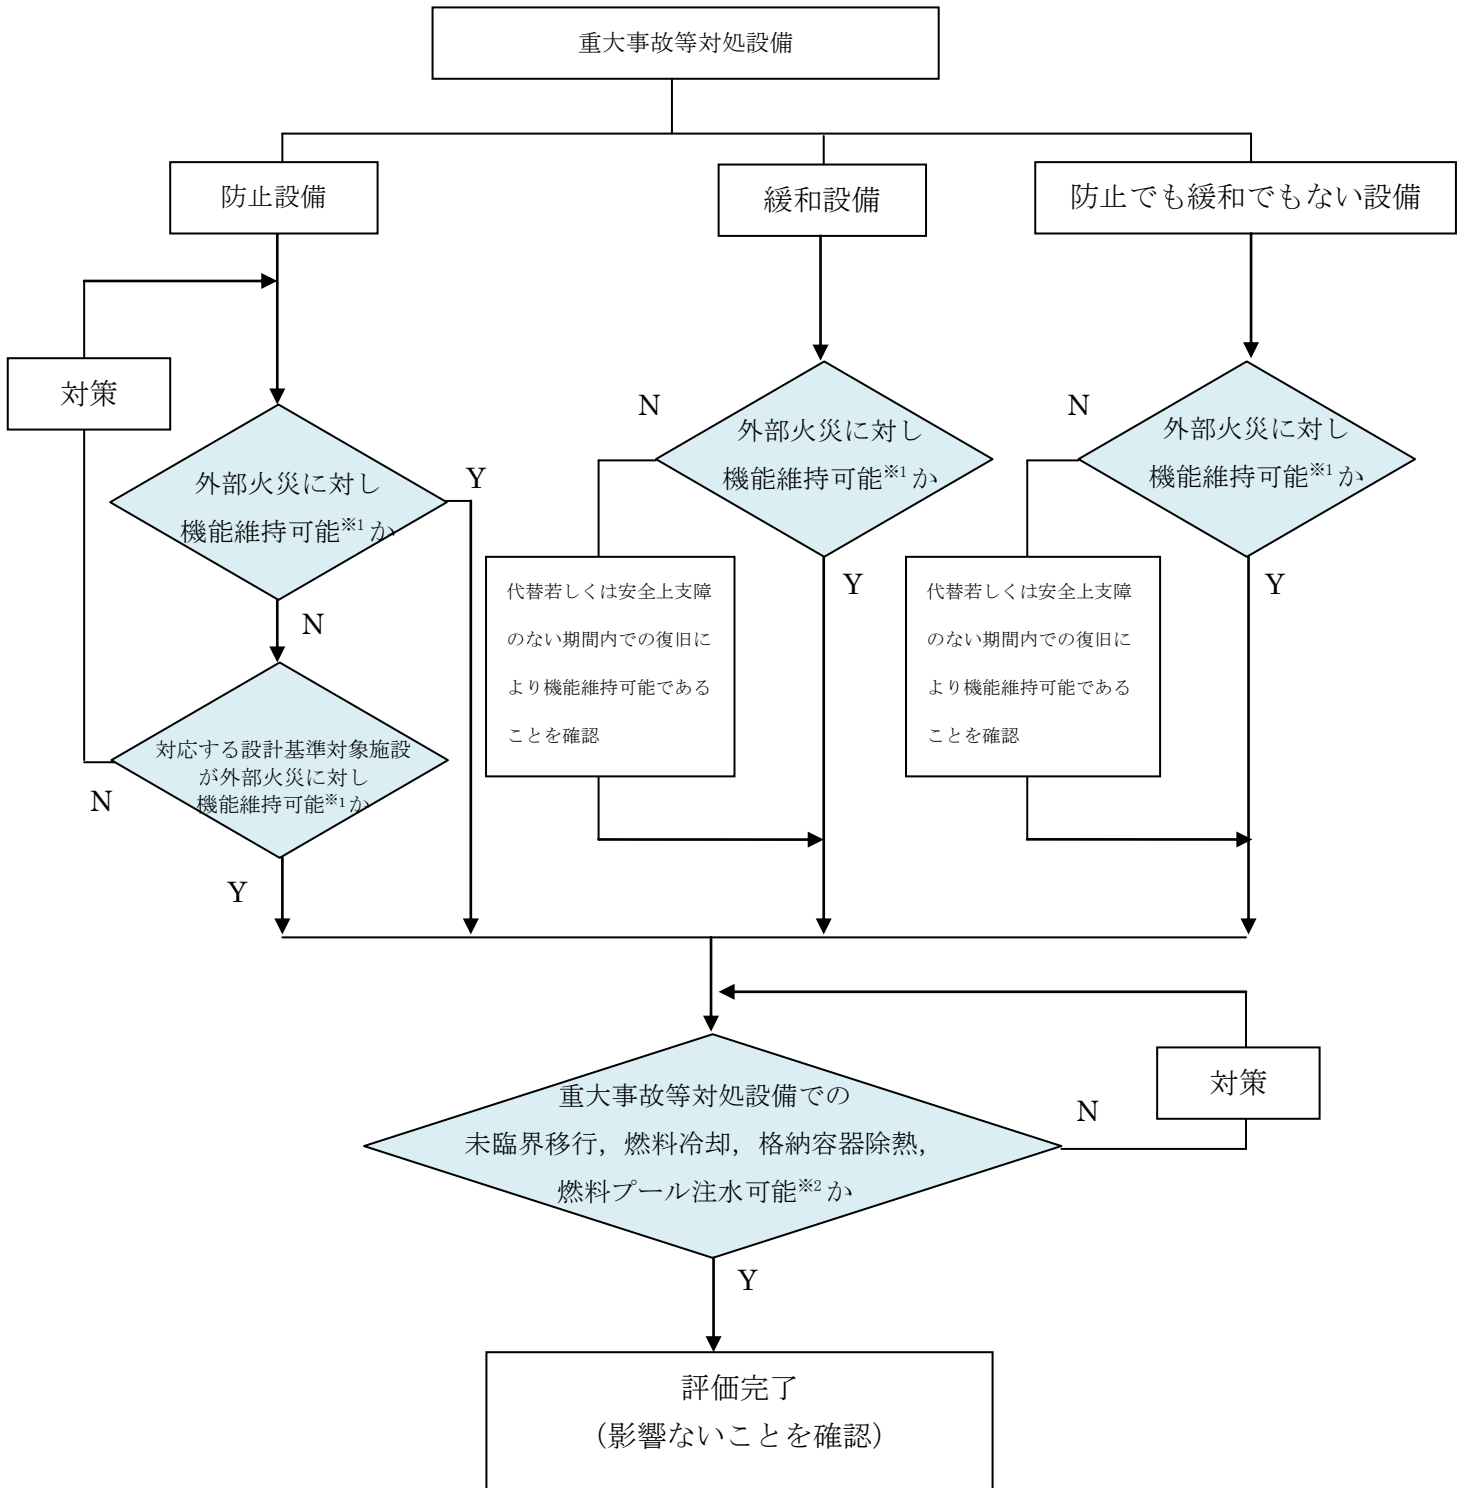 重大事故等対処設備
防止設備
緩和設備
防止でも緩和でもない設備
対策
外部火災に対し
機能維持可能※1か
Y
N
対応する設計基準対象施設
が外部火災に対し
機能維持可能※1か
N
Y
N
外部火災に対し
機能維持可能※1か
Y
代替若しくは安全上支障
のない期間内での復旧に
より機能維持可能である
ことを確認
N
外部火災に対し
機能維持可能※1か
Y
代替若しくは安全上支障
のない期間内での復旧に
より機能維持可能である
ことを確認
重大事故等対処設備での
未臨界移行，燃料冷却，格納容器除熱，
燃料プール注水可能※2か
N
対策
Y
評価完了
（影響ないことを確認）